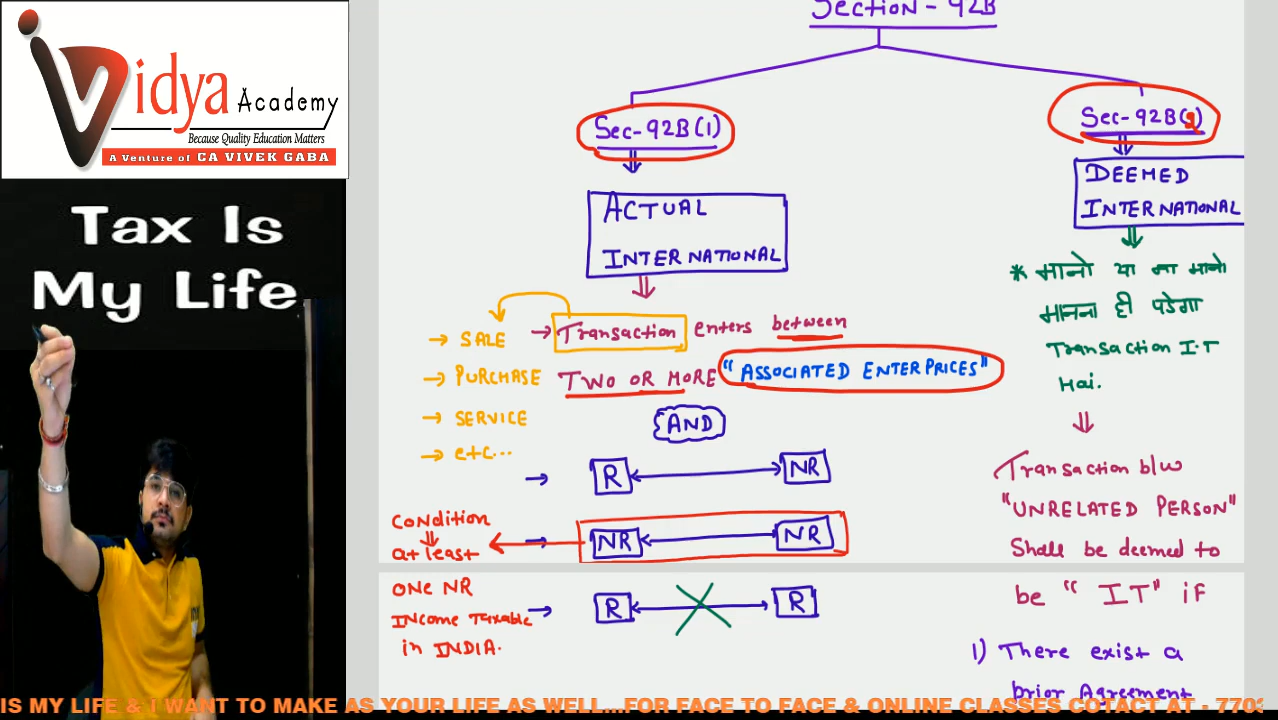 Vidya Academy
Because Quality Education Matters
A Venture of CA VIVEK GABA
Tax Is
My Life
Section - 92B
Sec-92B(1)
ACTUAL
INTERNATIONAL
→ Transaction enters between
TWO OR MORE "ASSOCIATED ENTERPRICES"
→ SALE
→ PURCHASE
→ SERVICE
→ etc...
AND
→ R NR
→ NR NR
→ R R
Condition
at least
ONE NR
INcome Taxable
in INDIA.
Sec-92B(2)
DEEMED
INTERNATIONAL
* मानो या ना मानो
मानना ही पडेगा
Transaction I.T
Hai.
Transaction b/w
"UNRELATED PERSON"
Shall be deemed to
be "IT" if
1) There exist a
prior Agreement
IS MY LIFE & I WANT TO MAKE AS YOUR LIFE AS WELL....FOR FACE TO FACE & ONLINE CLASSES COTACT AT - 770